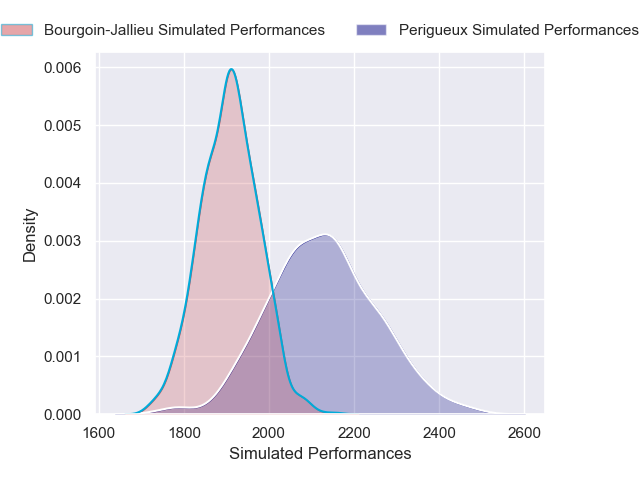 Bourgoin-Jallieu Simulated Performances Perigueux Simulated Performances
0.006
0.005
0.004
0.003
0.002
0.001
0.000
Density
1600 1800 2000 2200 2400 2600
Simulated Performances